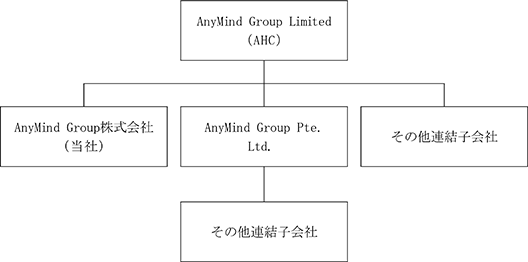 AnyMind Group Limited
(AHC)
AnyMind Group株式会社
(当社)
AnyMind Group Pte.
Ltd.
その他連結子会社
その他連結子会社